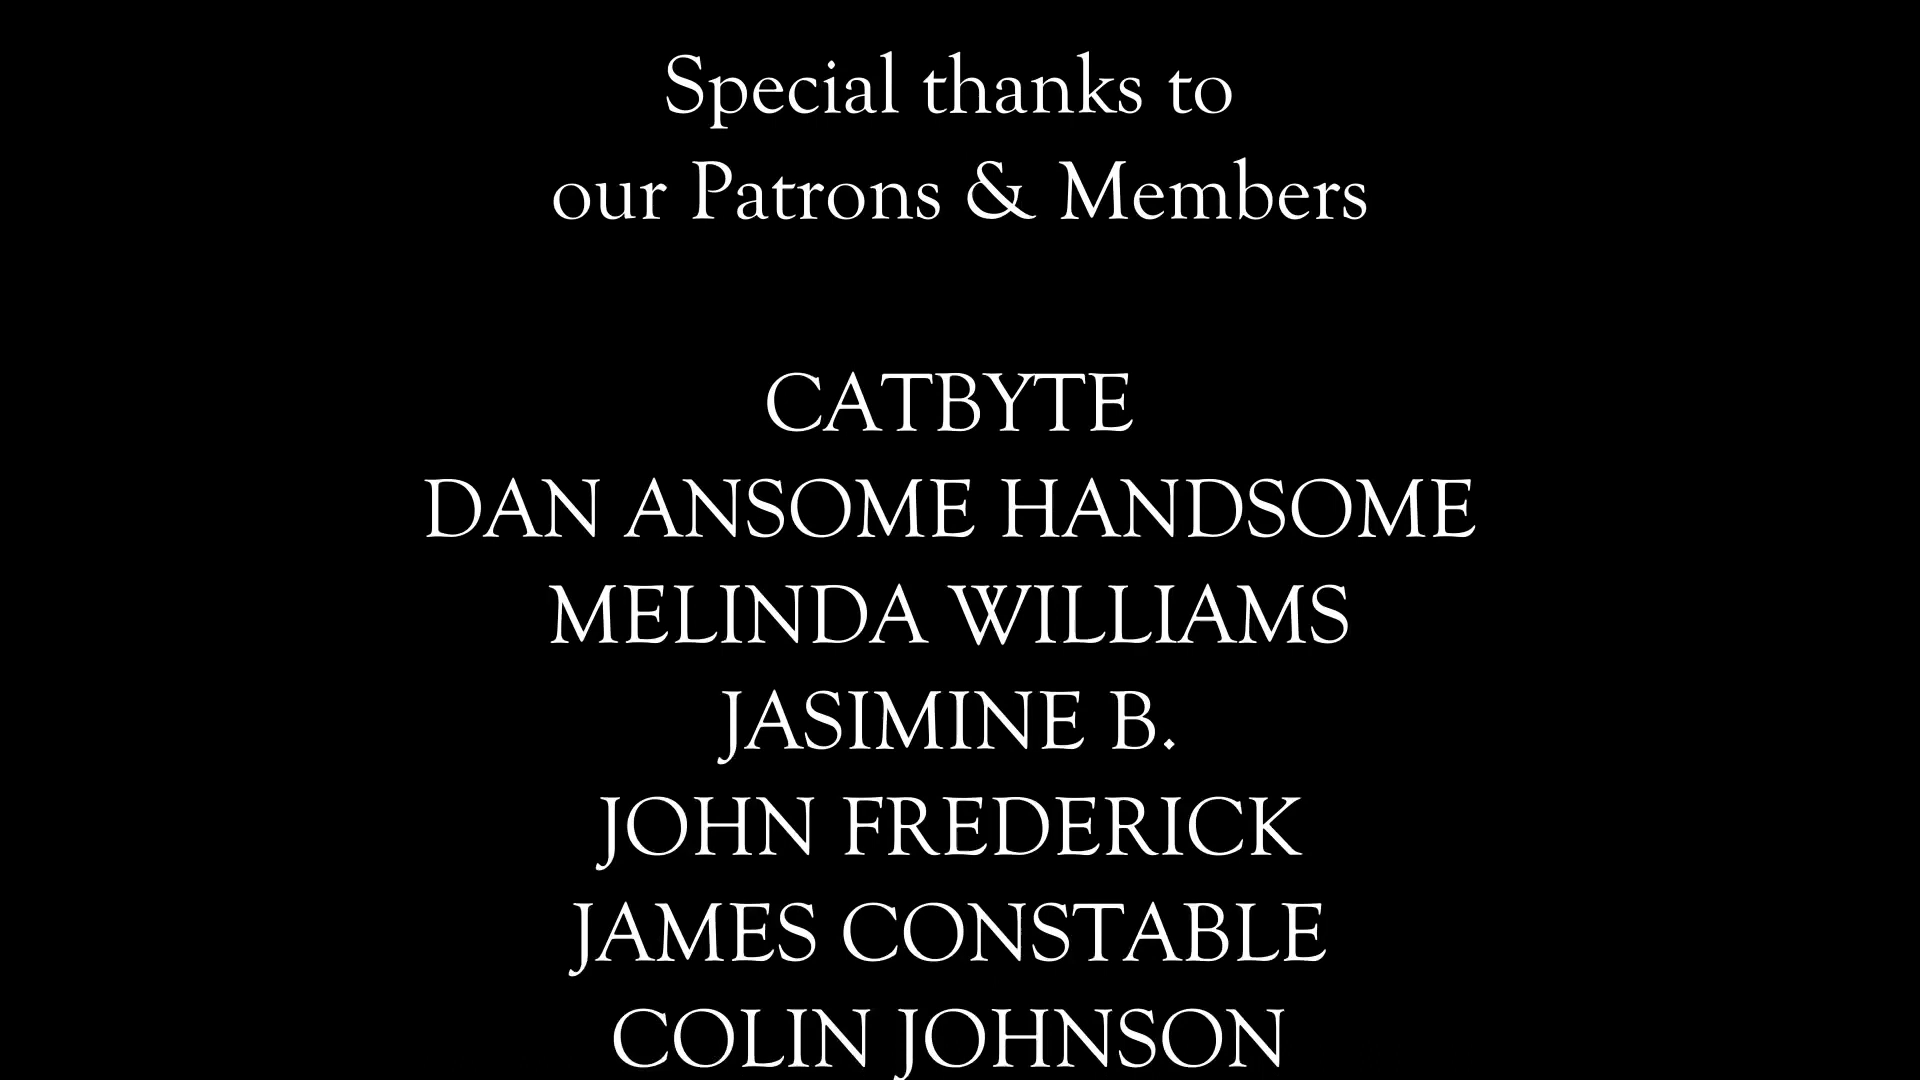 Special thanks to
our Patrons & Members
CATBYTE
DAN ANSOME HANDSOME
MELINDA WILLIAMS
JASIMINE B.
JOHN FREDERICK
JAMES CONSTABLE
COLIN JOHNSON